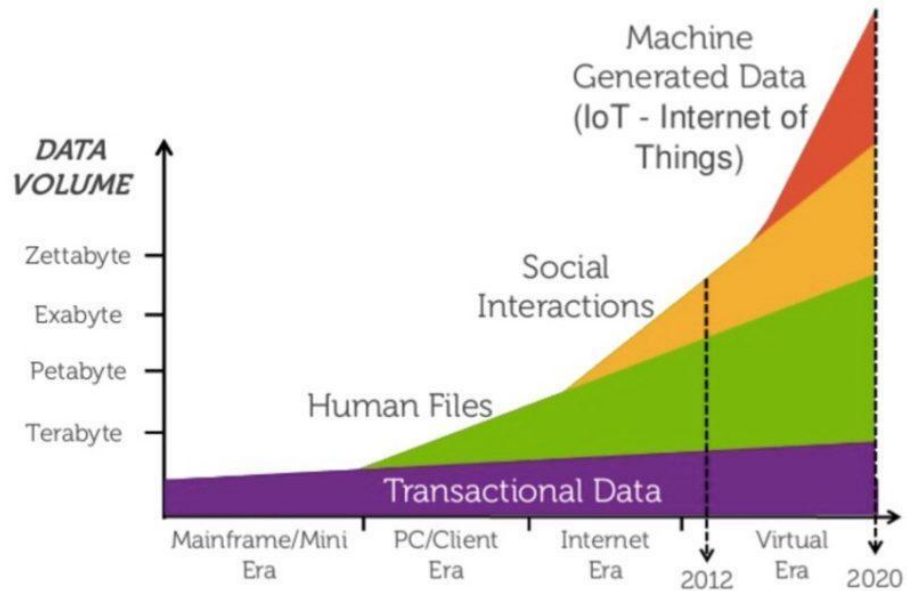 Machine
Generated Data
(IoT - Internet of
Things)
DATA
VOLUME
Zettabyte
Exabyte
Petabyte
Terabyte
Social
Interactions
Human Files
Transactional Data
Mainframe/Mini
Era
PC/Client
Era
Internet
Era
2012
Virtual
Era
2020